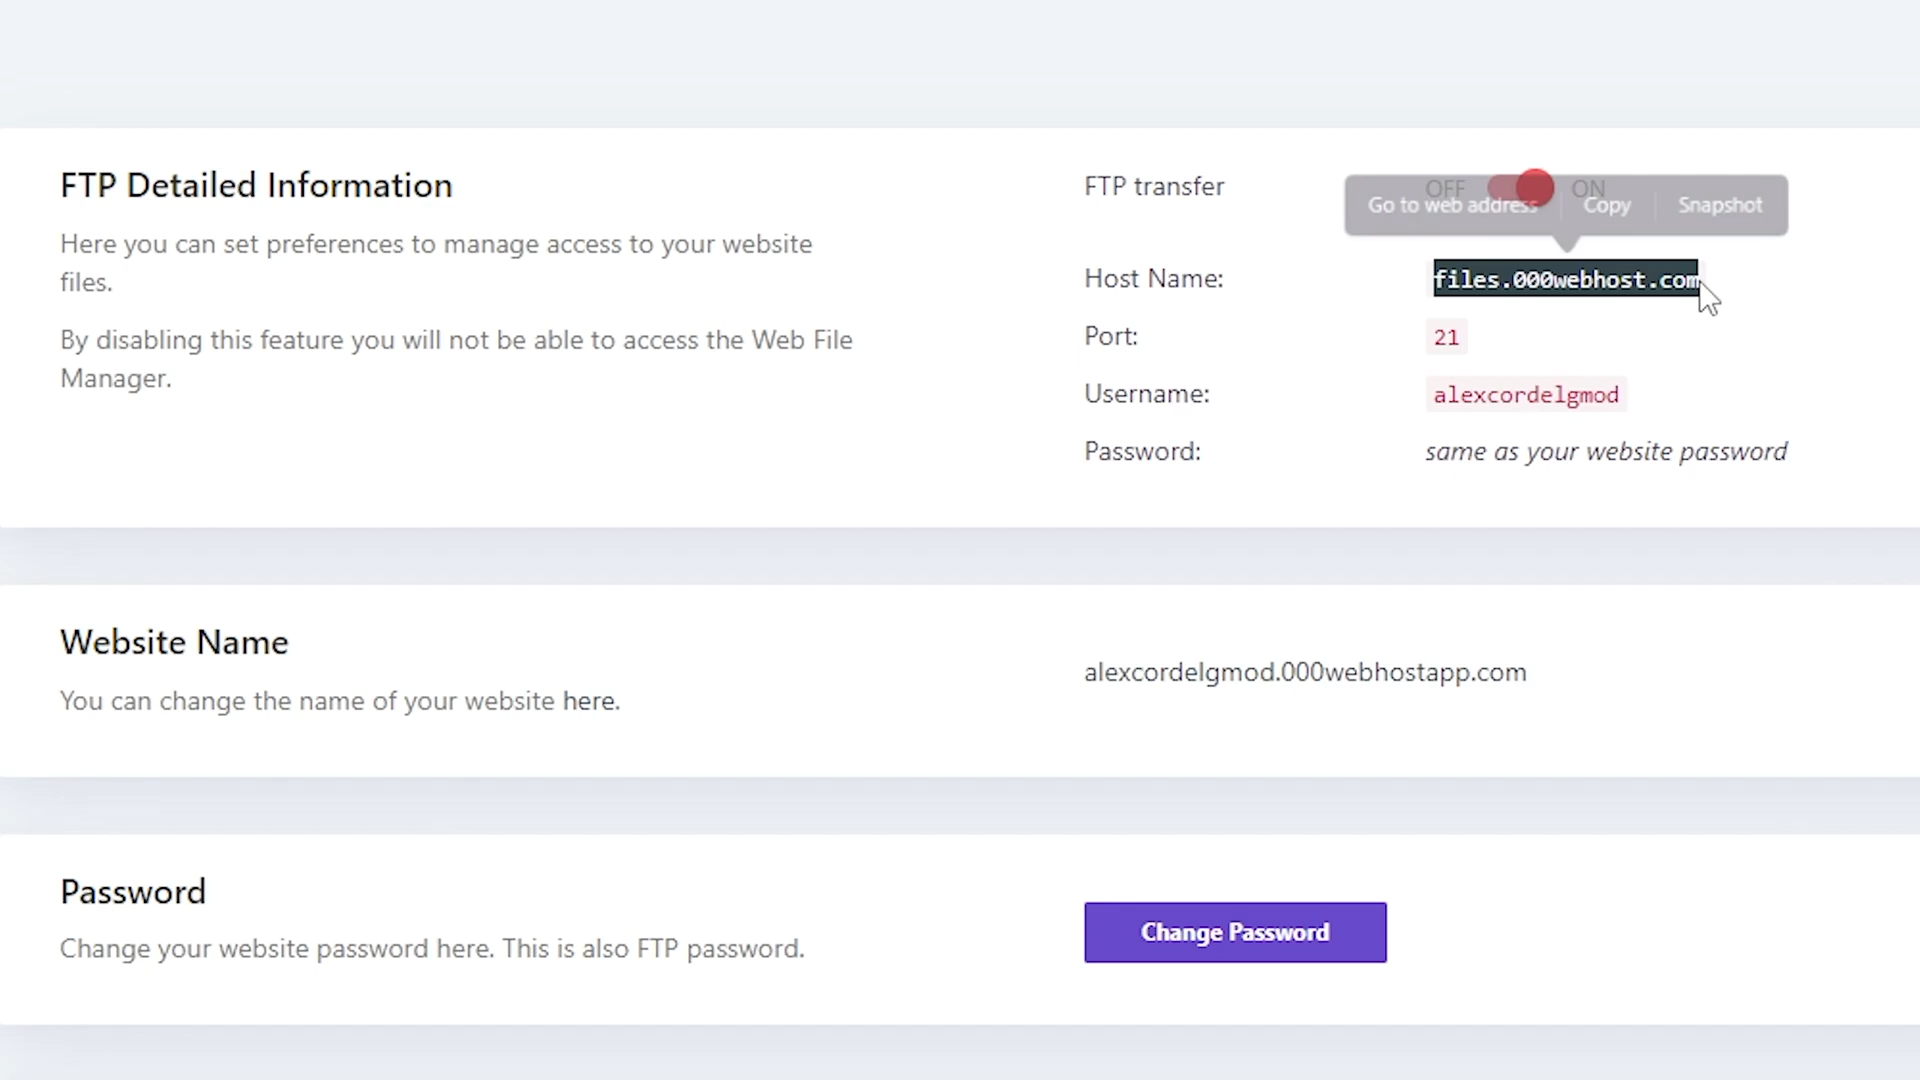 FTP Detailed Information
Here you can set preferences to manage access to your website
files.
By disabling this feature you will not be able to access the Web File
Manager.
FTP transfer
OFF ON
Go to web address Copy Snapshot
Host Name: files.000webhost.com
Port: 21
Username: alexcordelgmod
Password: same as your website password
Website Name
You can change the name of your website here.
alexcordelgmod.000webhostapp.com
Password
Change your website password here. This is also FTP password.
Change Password